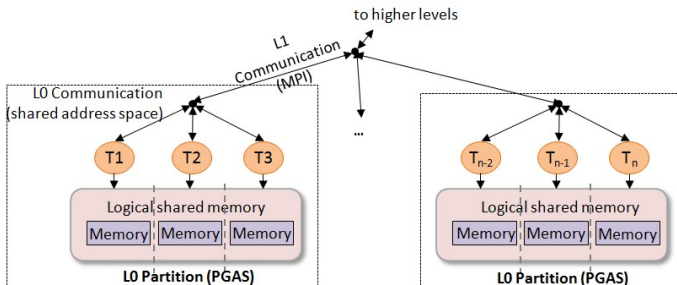 to higher levels
L1
Communication
(MPI)
L0 Communication
(shared address space)
...
T1 T2 T3
Logical shared memory
Memory Memory Memory
L0 Partition (PGAS)
Tn-2 Tn-1 Tn
Logical shared memory
Memory Memory Memory
L0 Partition (PGAS)